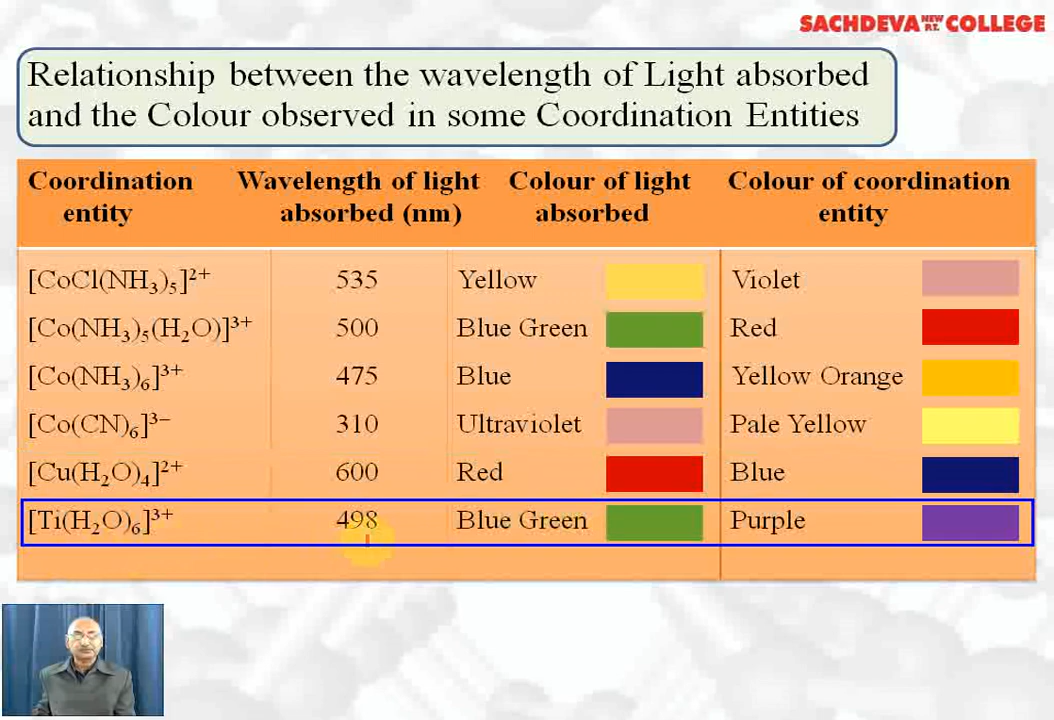 SACHDEVA NEW P.T. COLLEGE
Relationship between the wavelength of Light absorbed
and the Colour observed in some Coordination Entities
Coordination entity Wavelength of light absorbed (nm) Colour of light absorbed Colour of coordination entity
[CoCl(NH₃)₅]²⁺ 535 Yellow Violet
[Co(NH₃)₅(H₂O)]³⁺ 500 Blue Green Red
[Co(NH₃)₆]³⁺ 475 Blue Yellow Orange
[Co(CN)₆]³⁻ 310 Ultraviolet Pale Yellow
[Cu(H₂O)₄]²⁺ 600 Red Blue
[Ti(H₂O)₆]³⁺ 498 Blue Green Purple